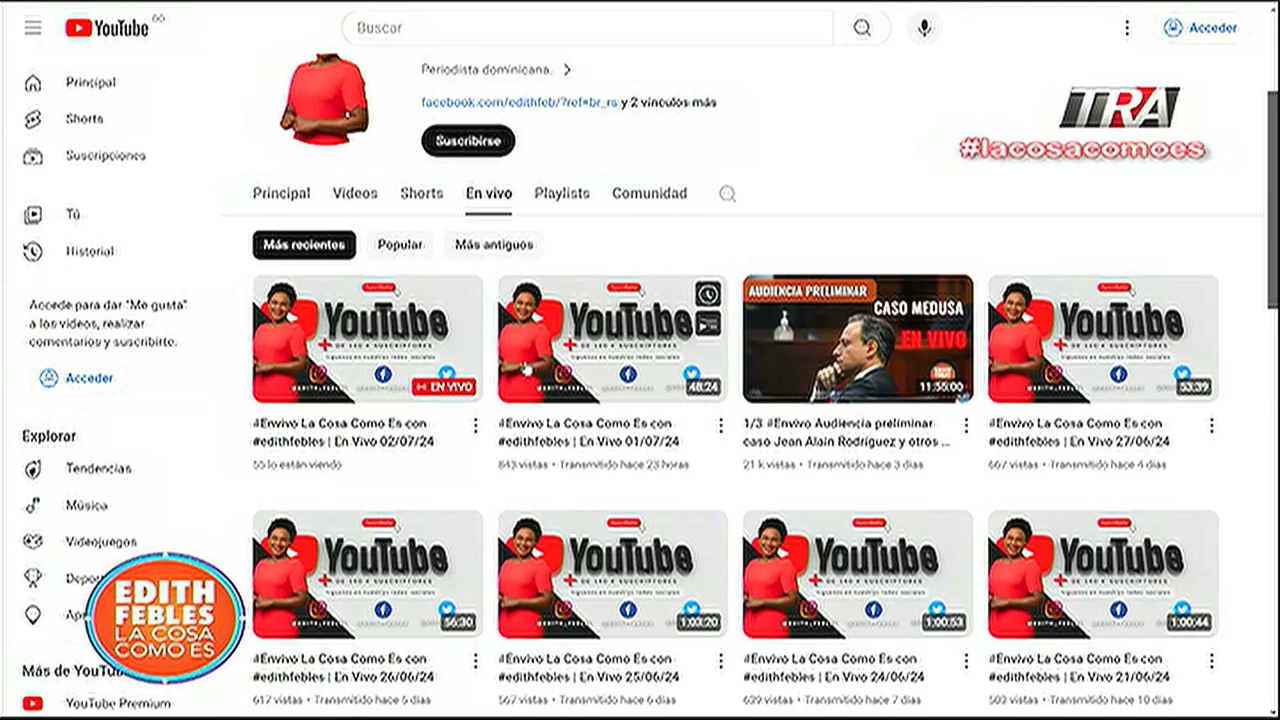 YouTube DO
Buscar
Acceder
Principal
Shorts
Suscripciones
Tú
Historial
Accede para dar "Me gusta"
a los videos, realizar
comentarios y suscribirte.
Acceder
Explorar
Tendencias
Música
Videojuegos
Depor
Más de YouTu
YouTube Premium
EDITH
FEBLES
LA COSA
COMO ES
Periodista dominicana.
facebook.com/edithfeb/?ref=br_rs y 2 vínculos más
Suscribirse
TRA
#lacosacomoes
Principal Videos Shorts En vivo Playlists Comunidad
Más recientes Popular Más antiguos
YouTube
+ DE 140 K SUSCRIPTORES
EN VIVO
#Envivo La Cosa Como Es con
#edithfebles | En Vivo 02/07/24
55 lo están viendo
YouTube
48:24
#Envivo La Cosa Como Es con
#edithfebles | En Vivo 01/07/24
843 vistas • Transmitido hace 23 horas
AUDIENCIA PRELIMINAR
CASO MEDUSA
EN VIVO
11:55:00
1/3 #Envivo Audiencia preliminar
caso Jean Alain Rodríguez y otros ...
21 k vistas • Transmitido hace 3 días
YouTube
53:39
#Envivo La Cosa Como Es con
#edithfebles | En Vivo 27/06/24
667 vistas • Transmitido hace 4 días
YouTube
56:30
#Envivo La Cosa Como Es con
#edithfebles | En Vivo 26/06/24
617 vistas • Transmitido hace 5 días
YouTube
1:03:20
#Envivo La Cosa Como Es con
#edithfebles | En Vivo 25/06/24
567 vistas • Transmitido hace 6 días
YouTube
1:00:53
#Envivo La Cosa Como Es con
#edithfebles | En Vivo 24/06/24
639 vistas • Transmitido hace 7 días
YouTube
1:00:44
#Envivo La Cosa Como Es con
#edithfebles | En Vivo 21/06/24
503 vistas • Transmitido hace 10 días